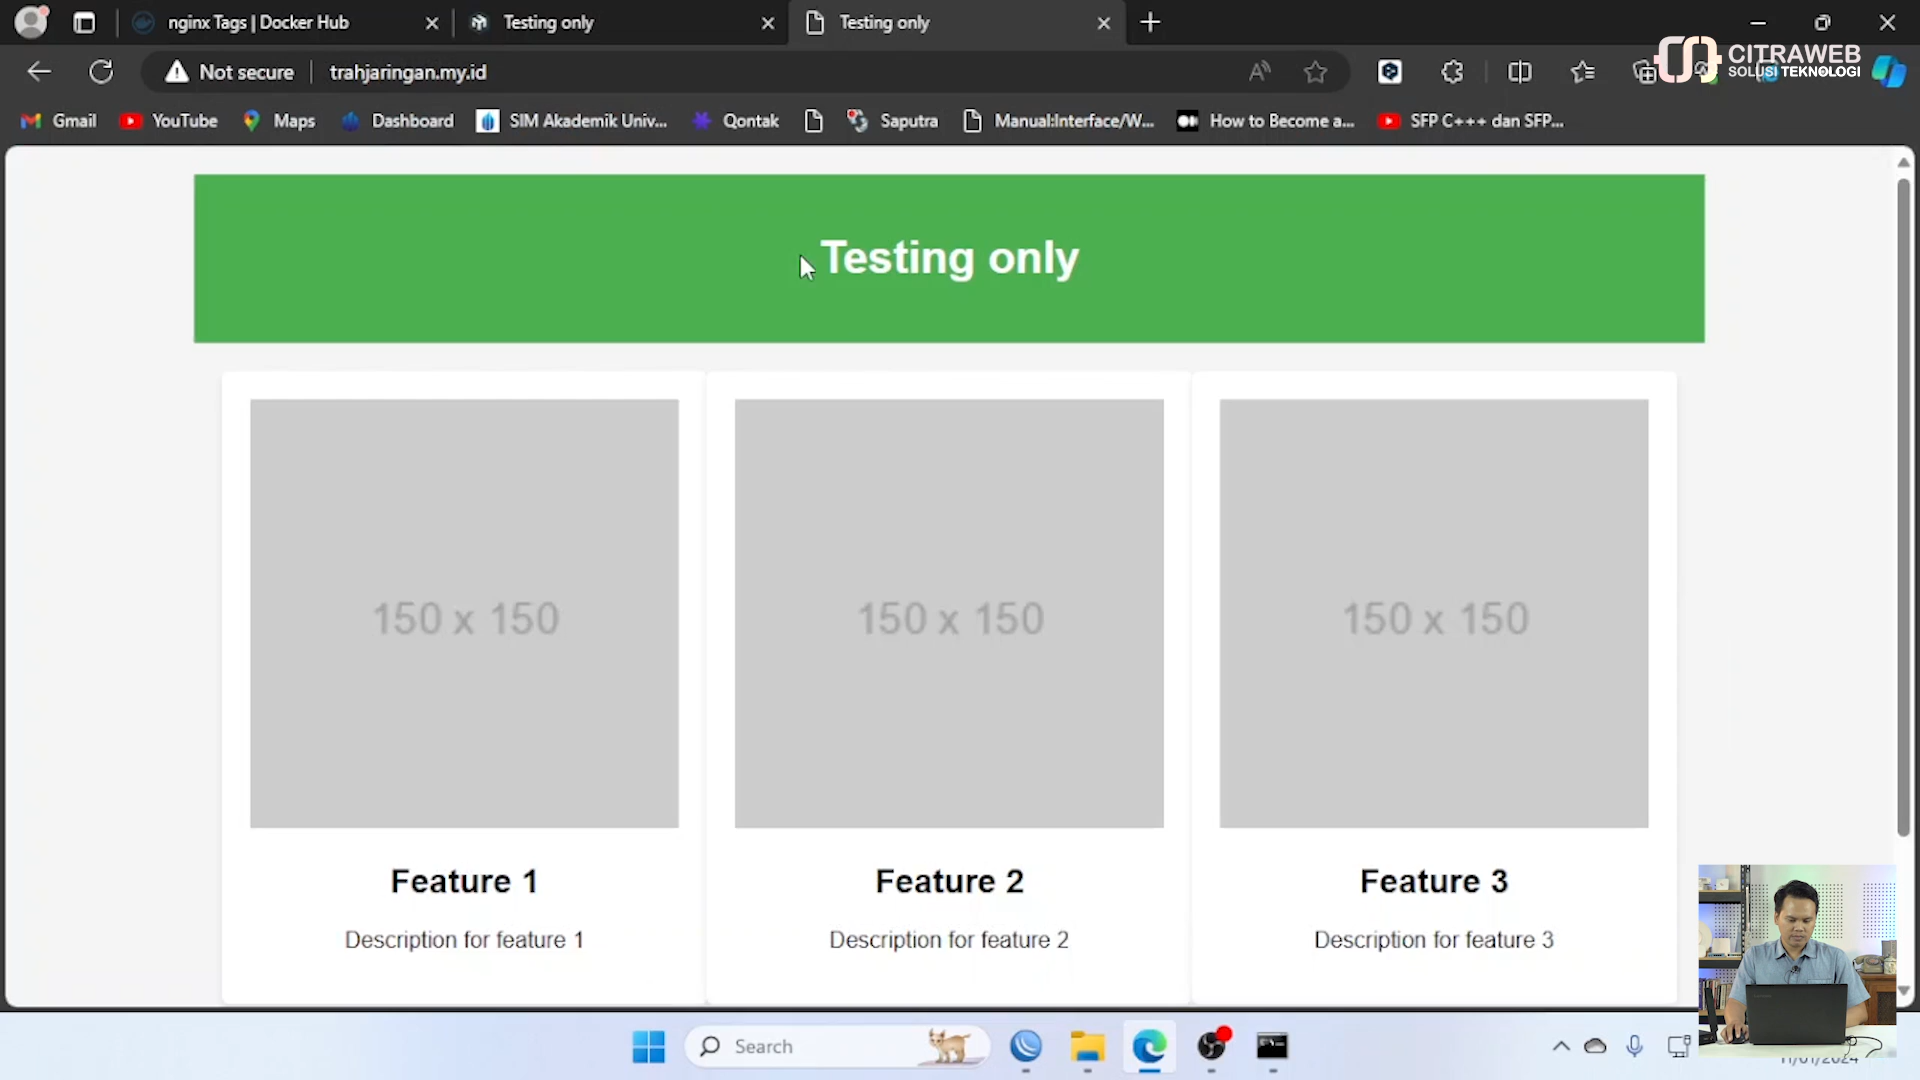 nginx Tags | Docker Hub
Testing only
Testing only
Not secure
trahjaringan.my.id
CITRAWEB
SOLUSI TEKNOLOGI
Gmail
YouTube
Maps
Dashboard
SIM Akademik Univ...
Qontak
Saputra
Manual:Interface/W...
How to Become a...
SFP C+++ dan SFP...
Testing only
150 x 150
150 x 150
150 x 150
Feature 1
Feature 2
Feature 3
Description for feature 1
Description for feature 2
Description for feature 3
Search